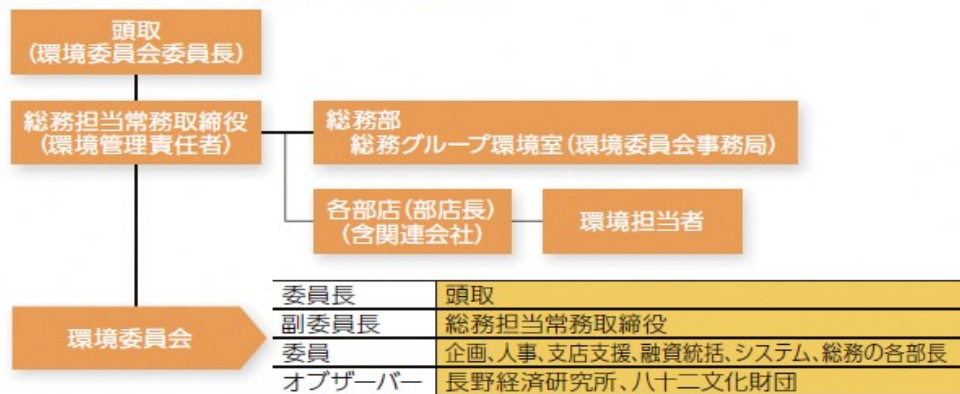 頭取
(環境委員会委員長)
総務担当常務取締役
(環境管理責任者)
総務部
総務グループ環境室(環境委員会事務局)
各部店(部店長)
(含関連会社)
環境担当者
環境委員会
委員長 頭取
副委員長 総務担当常務取締役
委員 企画、人事、支店支援、融資統括、システム、総務の各部長
オブザーバー 長野経済研究所、八十二文化財団